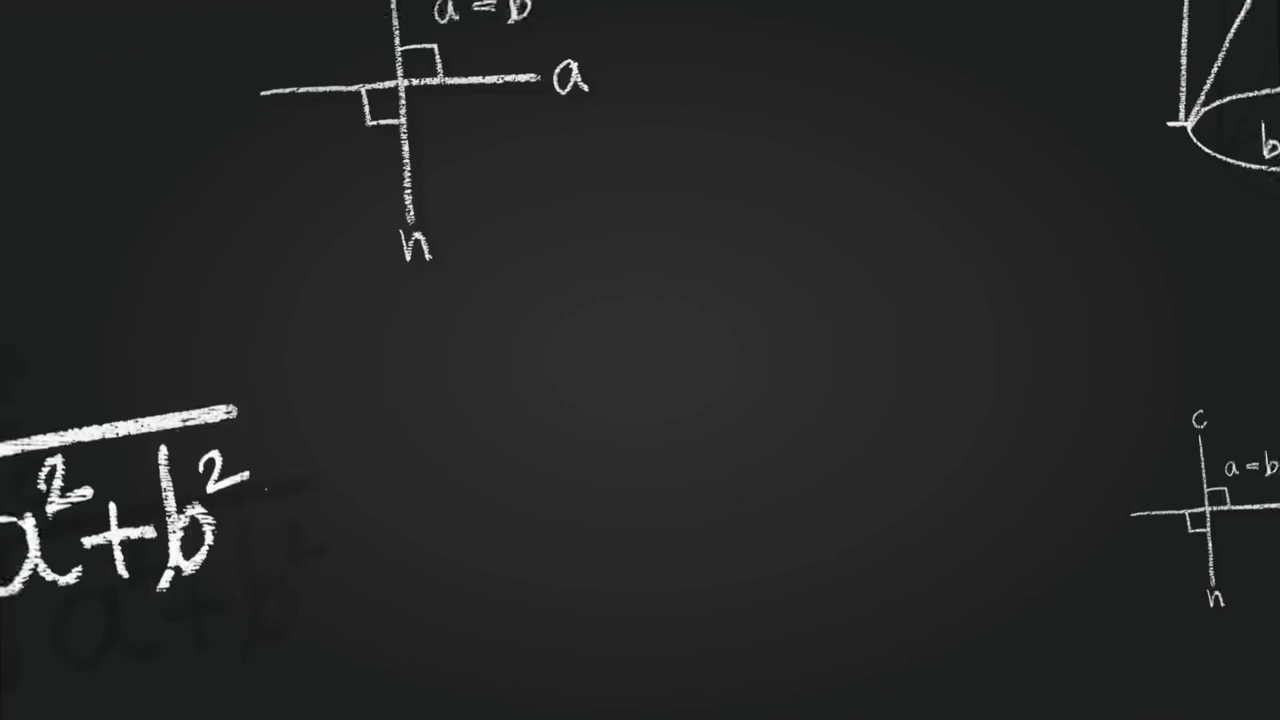 a = b
a
n
b
c
a = b
n
a²+b²